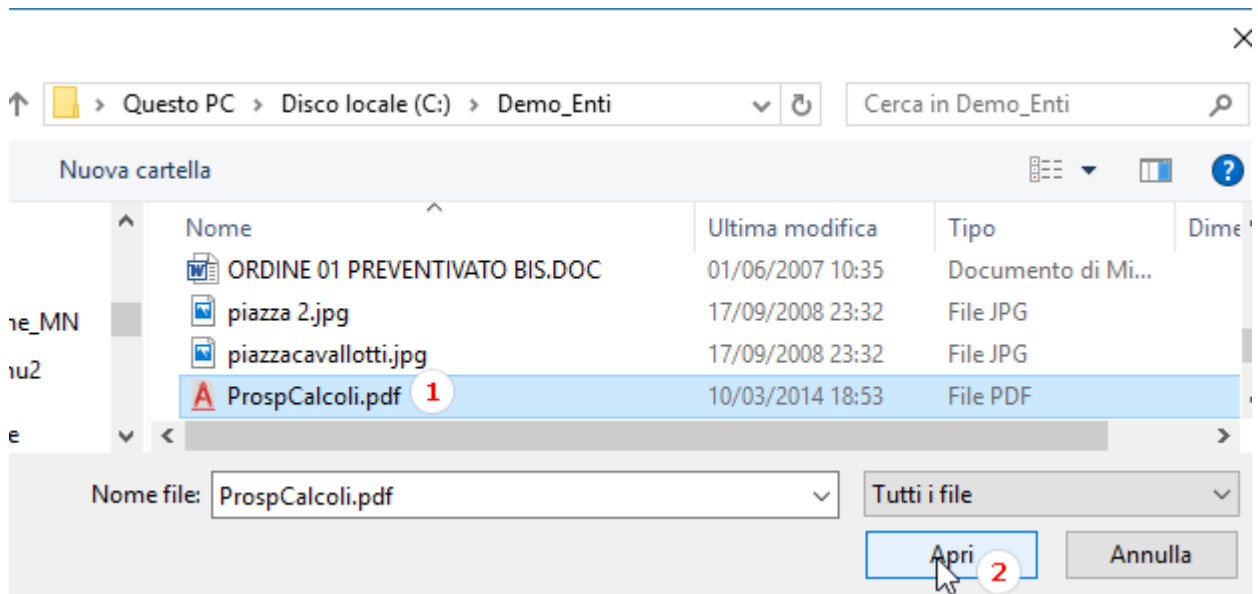 Questo PC > Disco locale (C:) > Demo_Enti Cerca in Demo_Enti
Nuova cartella
Nome Ultima modifica Tipo Dime
ORDINE 01 PREVENTIVATO BIS.DOC 01/06/2007 10:35 Documento di Mi...
piazza 2.jpg 17/09/2008 23:32 File JPG
ne_MN
piazzacavallotti.jpg 17/09/2008 23:32 File JPG
nu2
ProspCalcoli.pdf 1 10/03/2014 18:53 File PDF
e
Nome file: ProspCalcoli.pdf Tutti i file
Apri 2 Annulla